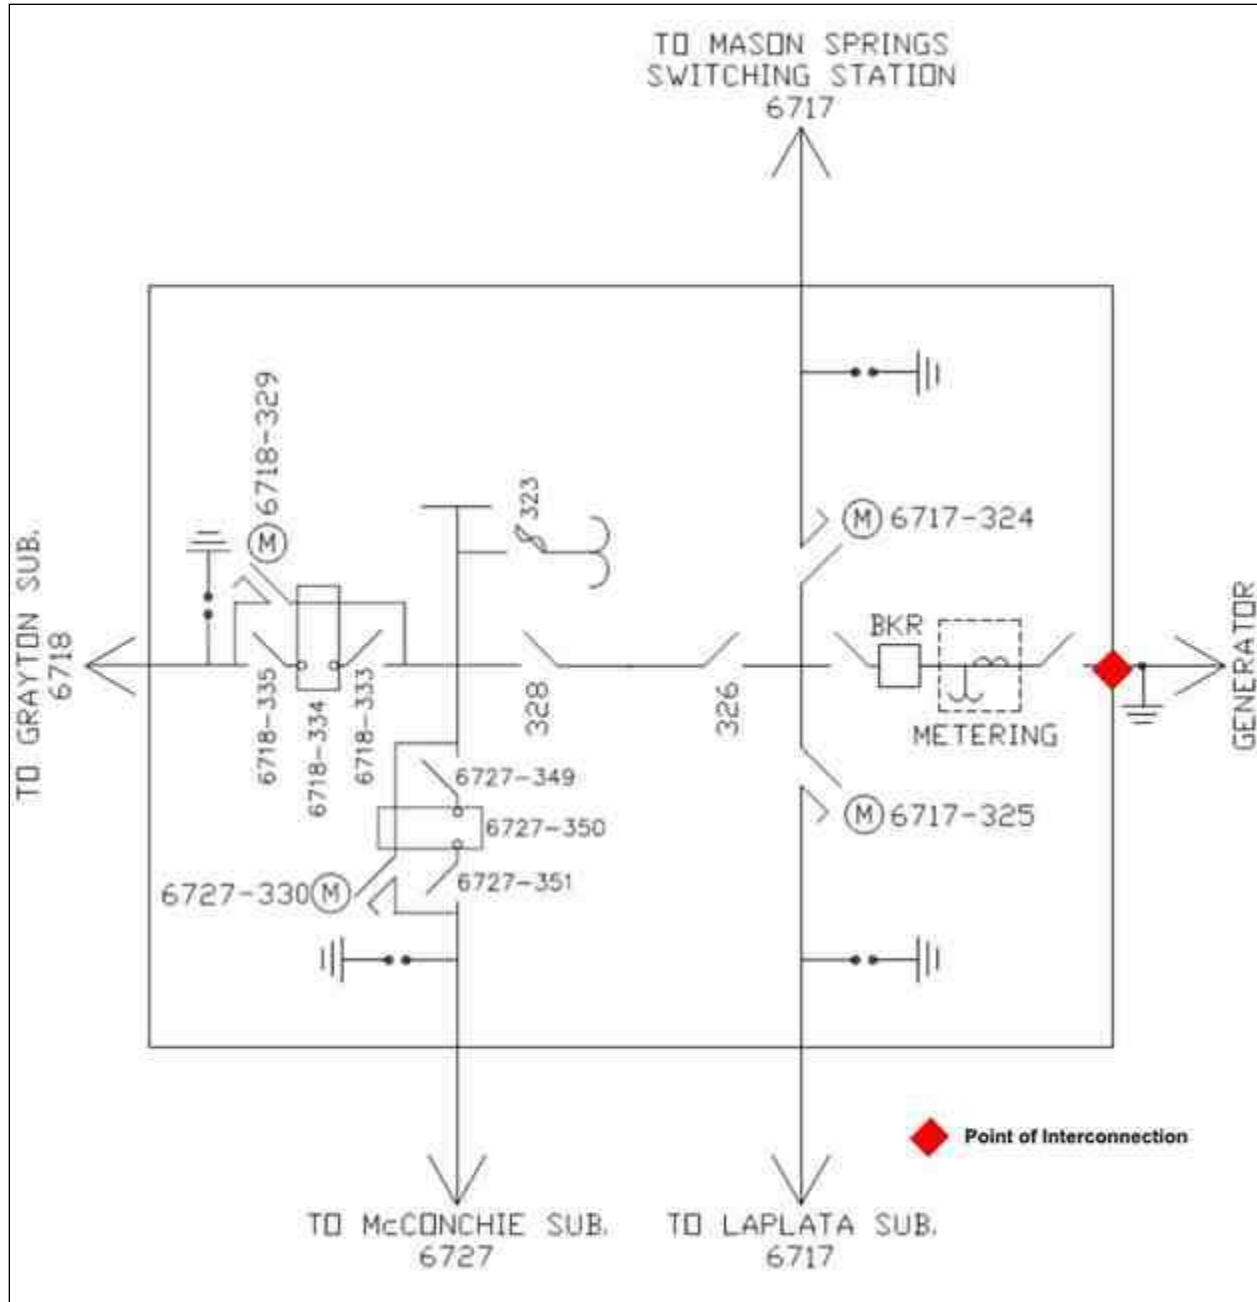 TO MASON SPRINGS
SWITCHING STATION
6717
6718-329
323
M
M
6717-324
TO GRAYTON SUB.
6718
BKR
METERING
GENERATOR
6718-335
6718-334
6718-333
328
326
6727-349
6727-350
6727-351
6727-330
M
M
6717-325
Point of Interconnection
TO McCONCHIE SUB.
6727
TO LAPLATA SUB.
6717